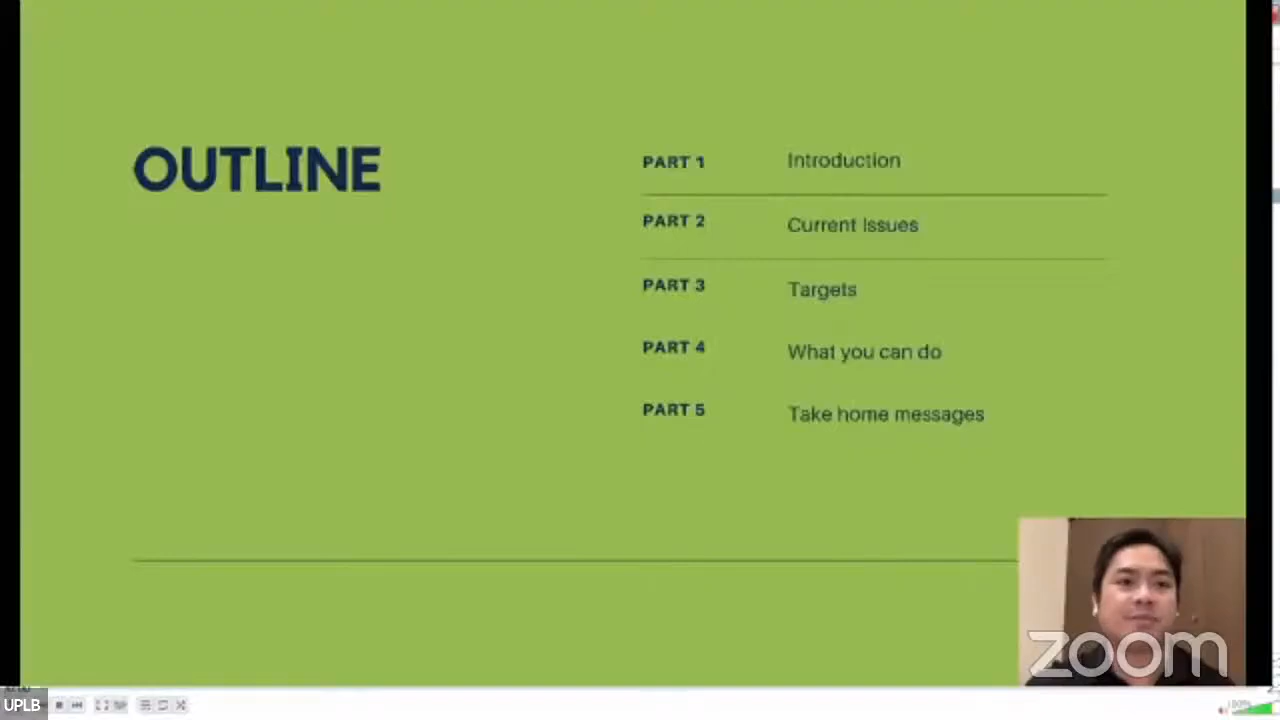 OUTLINE
PART 1 Introduction
PART 2 Current Issues
PART 3 Targets
PART 4 What you can do
PART 5 Take home messages
zoom
UPLB
100%